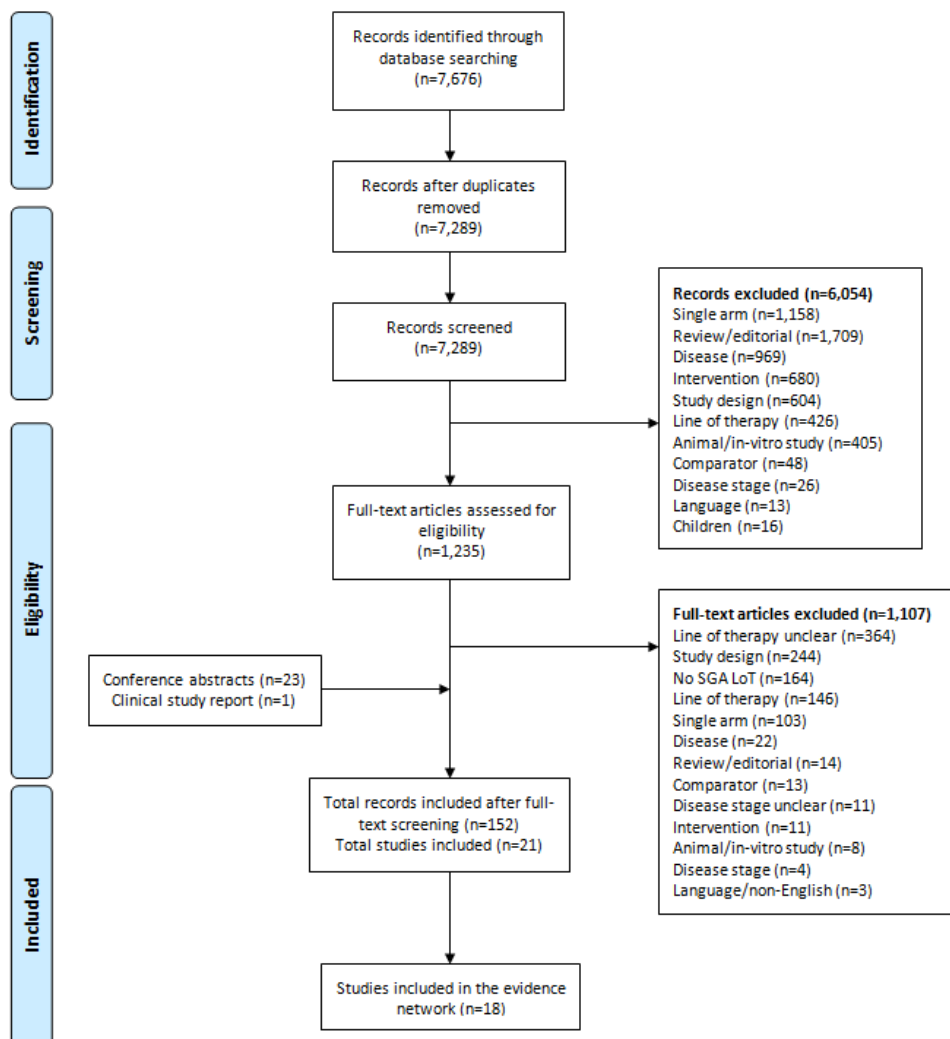 Identification
Records identified through
database searching
(n=7,676)
Records after duplicates
removed
(n=7,289)
Screening
Records screened
(n=7,289)
Records excluded (n=6,054)
Single arm (n=1,158)
Review/editorial (n=1,709)
Disease (n=969)
Intervention (n=680)
Study design (n=604)
Line of therapy (n=426)
Animal/in-vitro study (n=405)
Comparator (n=48)
Disease stage (n=26)
Language (n=13)
Children (n=16)
Eligibility
Full-text articles assessed for
eligibility
(n=1,235)
Full-text articles excluded (n=1,107)
Line of therapy unclear (n=364)
Study design (n=244)
No SGA LoT (n=164)
Line of therapy (n=146)
Single arm (n=103)
Disease (n=22)
Review/editorial (n=14)
Comparator (n=13)
Disease stage unclear (n=11)
Intervention (n=11)
Animal/in-vitro study (n=8)
Disease stage (n=4)
Language/non-English (n=3)
Conference abstracts (n=23)
Clinical study report (n=1)
Included
Total records included after full-
text screening (n=152)
Total studies included (n=21)
Studies included in the evidence
network (n=18)